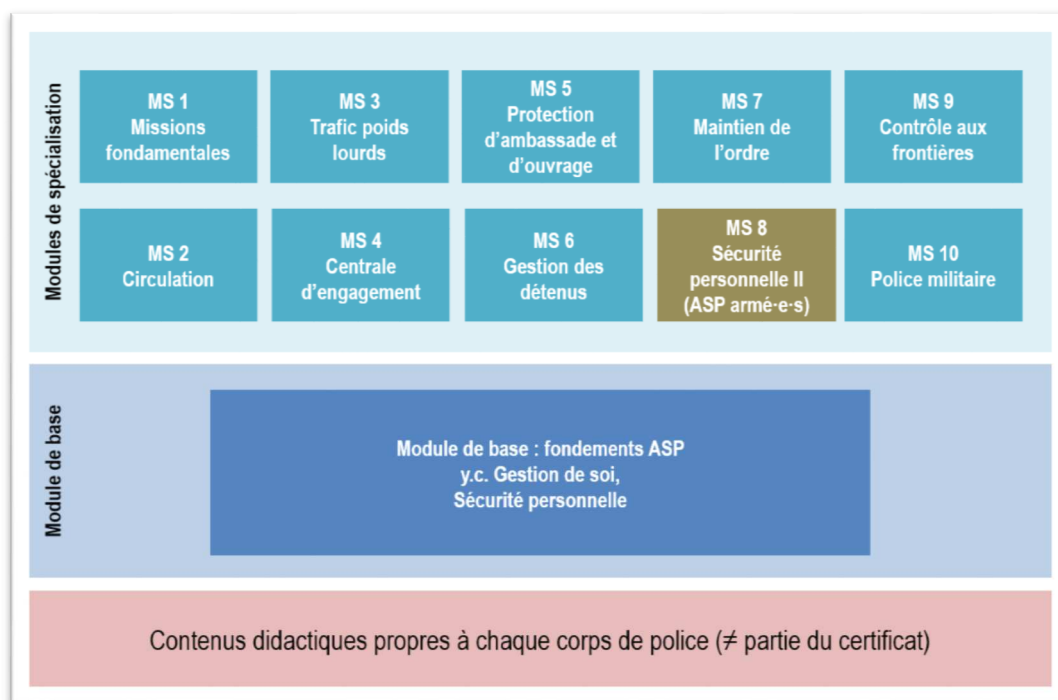 Modules de spécialisation
MS 1
Missions
fondamentales
MS 3
Trafic poids
lourds
MS 5
Protection
d'ambassade et
d'ouvrage
MS 7
Maintien de
l'ordre
MS 9
Contrôle aux
frontières
MS 2
Circulation
MS 4
Centrale
d'engagement
MS 6
Gestion des
détenus
MS 8
Sécurité
personnelle II
(ASP armé·e·s)
MS 10
Police militaire
Module de base
Module de base : fondements ASP
y.c. Gestion de soi,
Sécurité personnelle
Contenus didactiques propres à chaque corps de police (≠ partie du certificat)